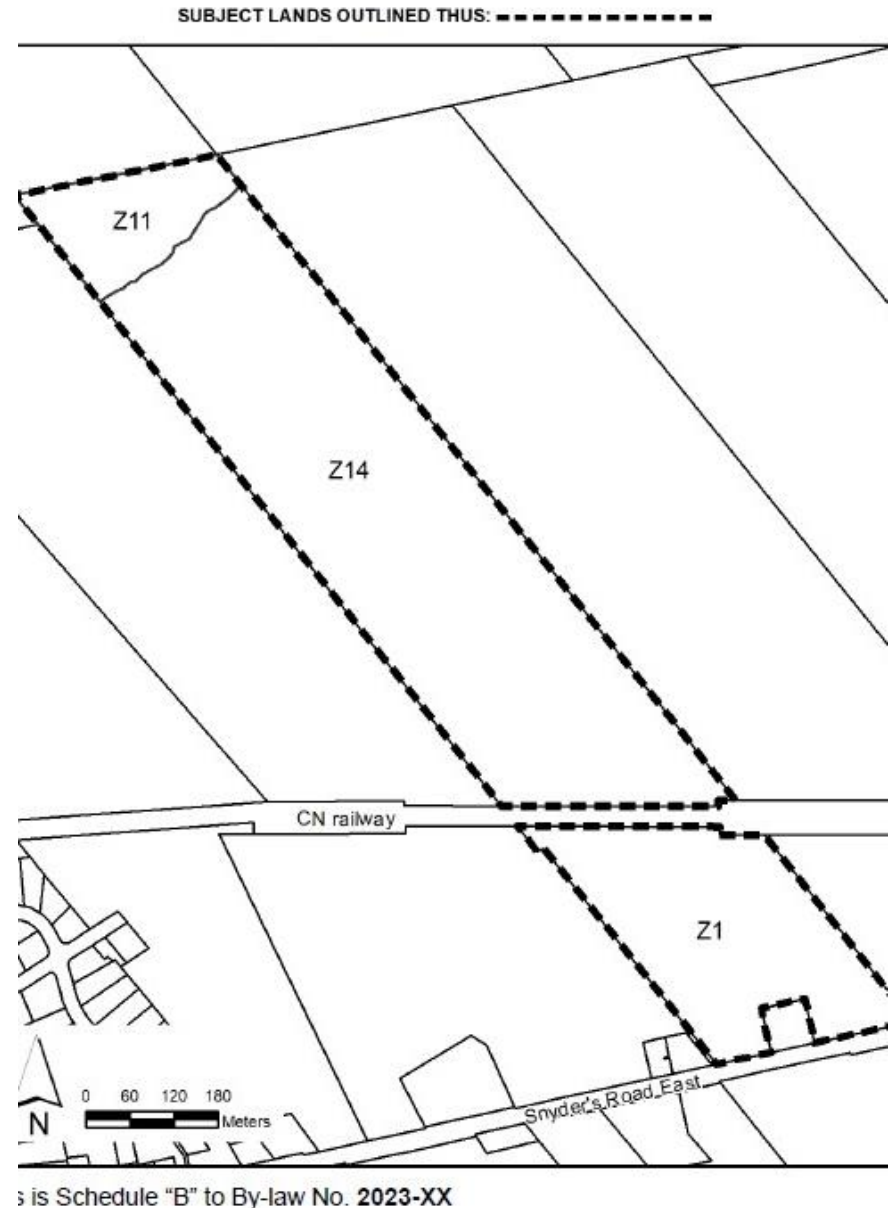 SUBJECT LANDS OUTLINED THUS:
Z11
Z14
CN railway
Z1
Snyder's Road East
0 60 120 180
Meters
N
s is Schedule "B" to By-law No. 2023-XX